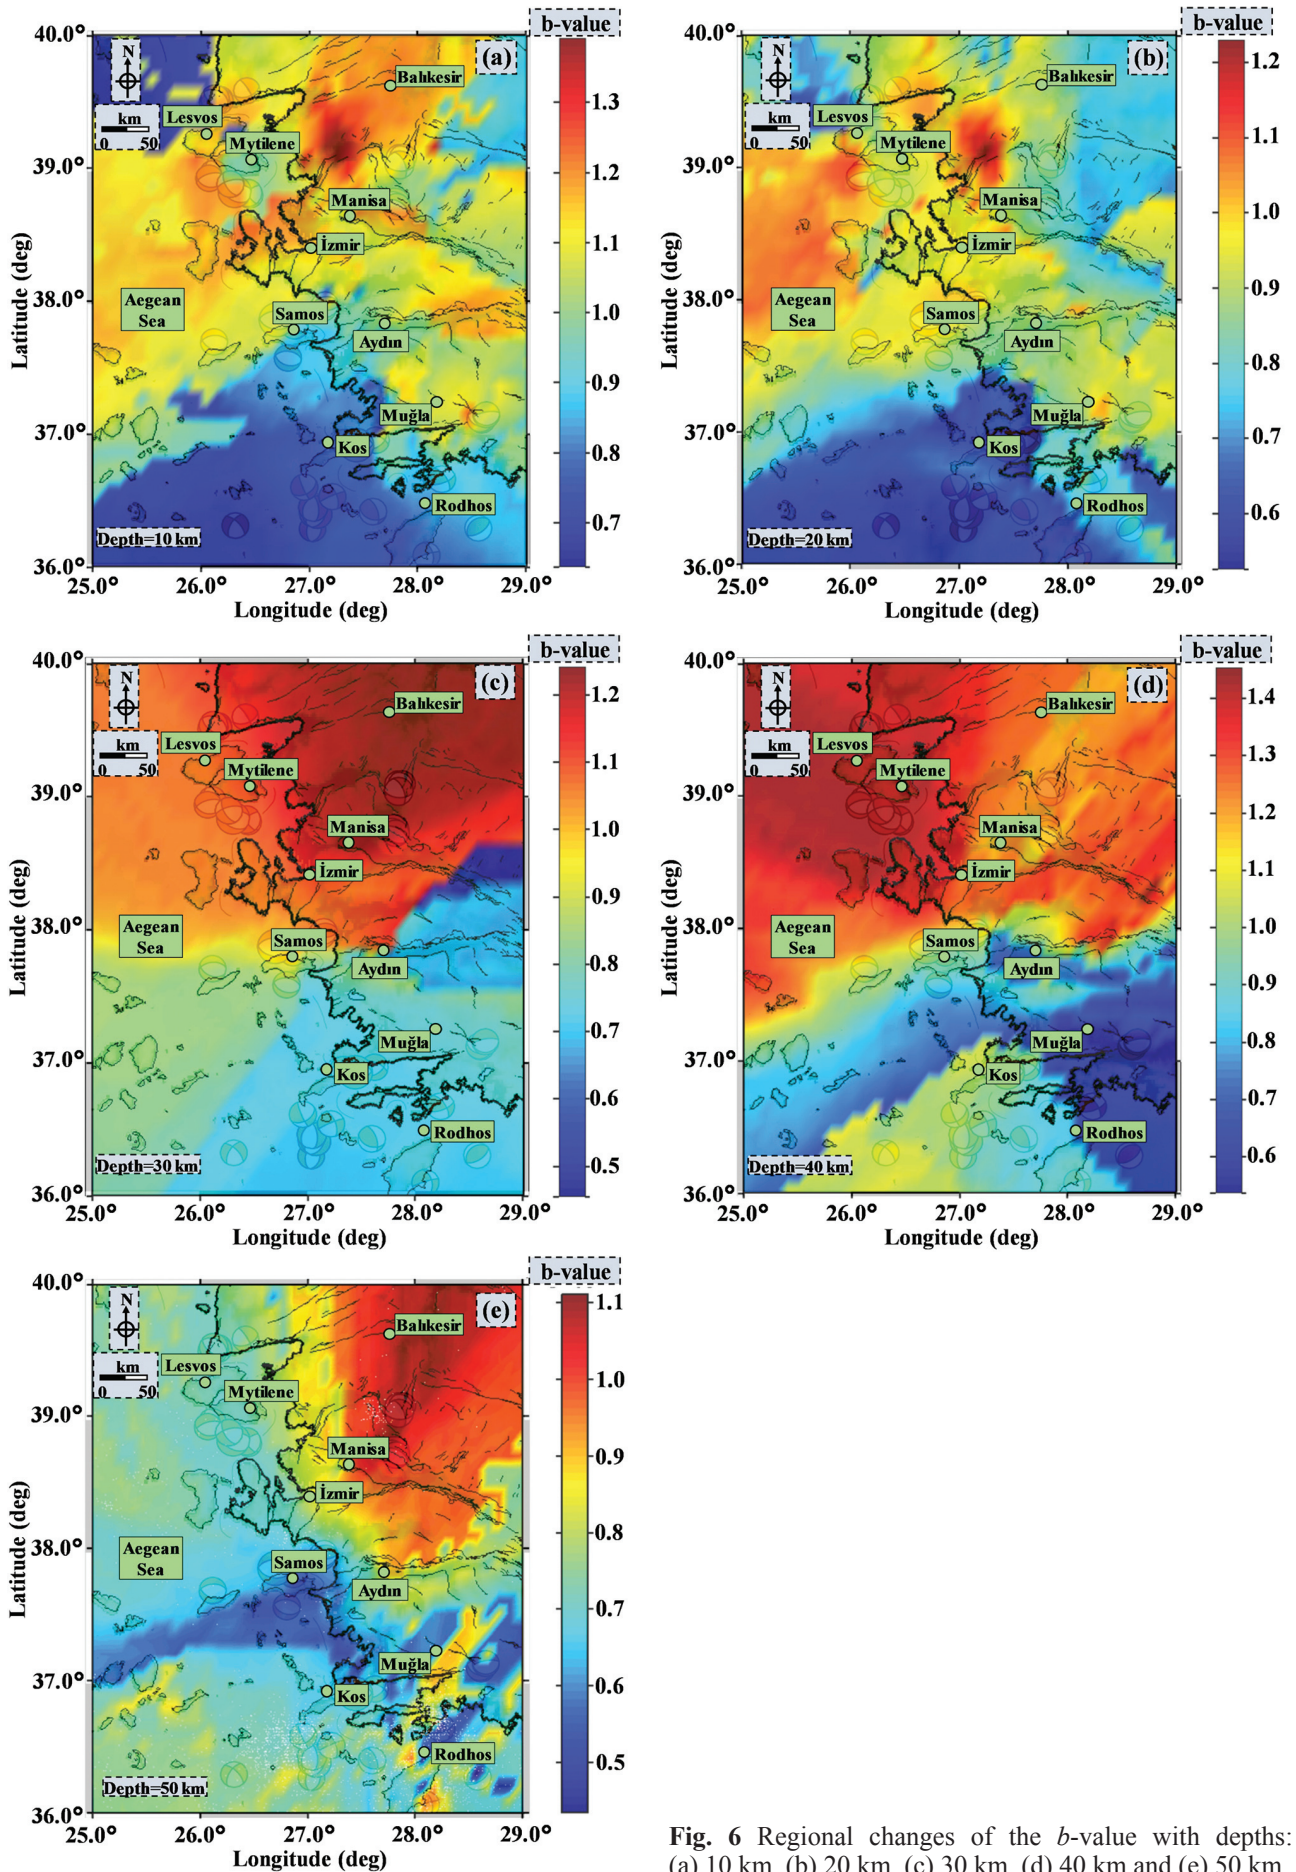 b-value
40.0°
39.0°
38.0°
37.0°
36.0°
Latitude (deg)
N
km
0 50
(a)
Balıkesir
Lesvos
Mytilene
Manisa
İzmir
Aegean
Sea
Samos
Aydın
Muğla
Kos
Rodhos
Depth=10 km
25.0° 26.0° 27.0° 28.0° 29.0°
Longitude (deg)
1.3
1.2
1.1
1.0
0.9
0.8
0.7
b-value
40.0°
39.0°
38.0°
37.0°
36.0°
Latitude (deg)
N
km
0 50
(b)
Balıkesir
Lesvos
Mytilene
Manisa
İzmir
Aegean
Sea
Samos
Aydın
Muğla
Kos
Rodhos
Depth=20 km
25.0° 26.0° 27.0° 28.0° 29.0°
Longitude (deg)
1.2
1.1
1.0
0.9
0.8
0.7
0.6
b-value
40.0°
39.0°
38.0°
37.0°
36.0°
Latitude (deg)
N
km
0 50
(c)
Balıkesir
Lesvos
Mytilene
Manisa
İzmir
Aegean
Sea
Samos
Aydın
Muğla
Kos
Rodhos
Depth=30 km
25.0° 26.0° 27.0° 28.0° 29.0°
Longitude (deg)
1.2
1.1
1.0
0.9
0.8
0.7
0.6
0.5
b-value
40.0°
39.0°
38.0°
37.0°
36.0°
Latitude (deg)
N
km
0 50
(d)
Balıkesir
Lesvos
Mytilene
Manisa
İzmir
Aegean
Sea
Samos
Aydın
Muğla
Kos
Rodhos
Depth=40 km
25.0° 26.0° 27.0° 28.0° 29.0°
Longitude (deg)
1.4
1.3
1.2
1.1
1.0
0.9
0.8
0.7
0.6
b-value
40.0°
39.0°
38.0°
37.0°
36.0°
Latitude (deg)
N
km
0 50
(e)
Balıkesir
Lesvos
Mytilene
Manisa
İzmir
Aegean
Sea
Samos
Aydın
Muğla
Kos
Rodhos
Depth=50 km
25.0° 26.0° 27.0° 28.0° 29.0°
Longitude (deg)
1.1
1.0
0.9
0.8
0.7
0.6
0.5
Fig. 6 Regional changes of the b-value with depths:
(a) 10 km, (b) 20 km, (c) 30 km, (d) 40 km and (e) 50 km